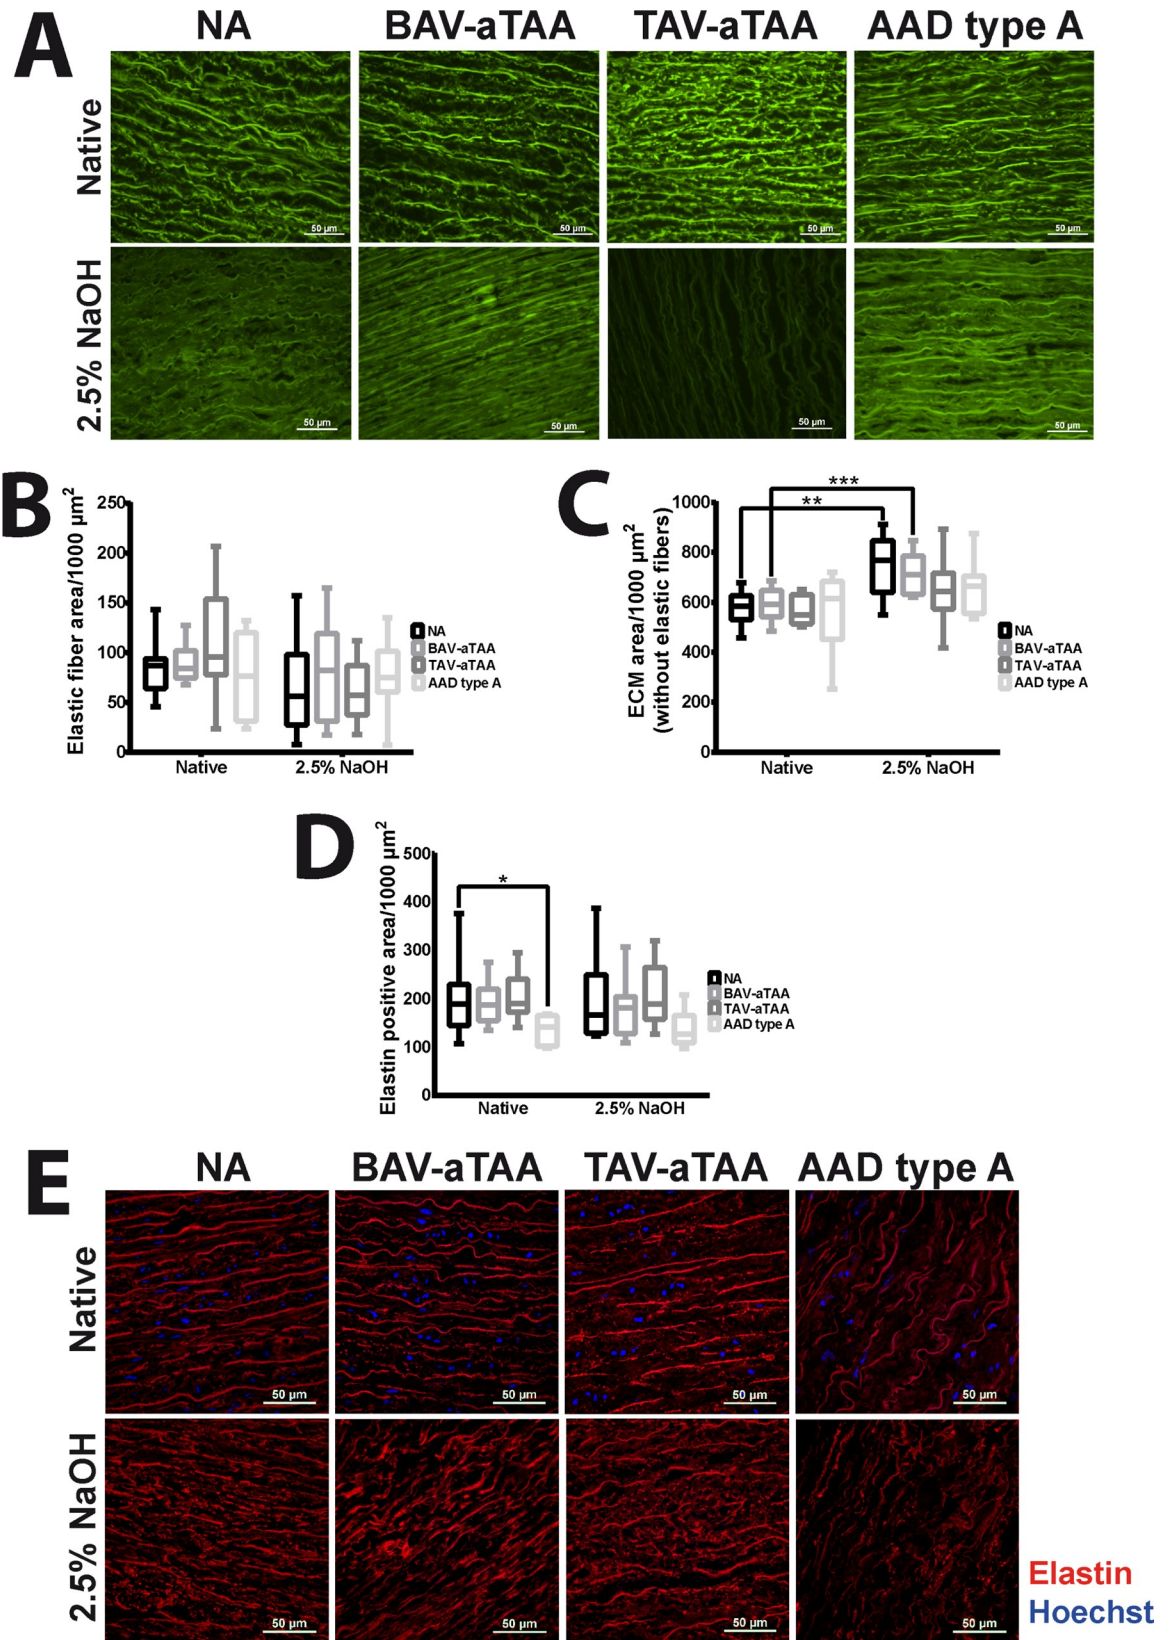 A
NA BAV-aTAA TAV-aTAA AAD type A
Native
50 µm 50 µm 50 µm 50 µm
2.5% NaOH
50 µm 50 µm 50 µm 50 µm
B
Elastic fiber area/1000 µm2
250
200
150
100
50
0
Native 2.5% NaOH
NA
BAV-aTAA
TAV-aTAA
AAD type A
C
ECM area/1000 µm2
(without elastic fibers)
1000
800
600
400
200
0
***
**
Native 2.5% NaOH
NA
BAV-aTAA
TAV-aTAA
AAD type A
D
Elastin positive area/1000 µm2
500
400
300
200
100
0
*
Native 2.5% NaOH
NA
BAV-aTAA
TAV-aTAA
AAD type A
E
NA BAV-aTAA TAV-aTAA AAD type A
Native
50 µm 50 µm 50 µm 50 µm
2.5% NaOH
50 µm 50 µm 50 µm 50 µm
Elastin
Hoechst